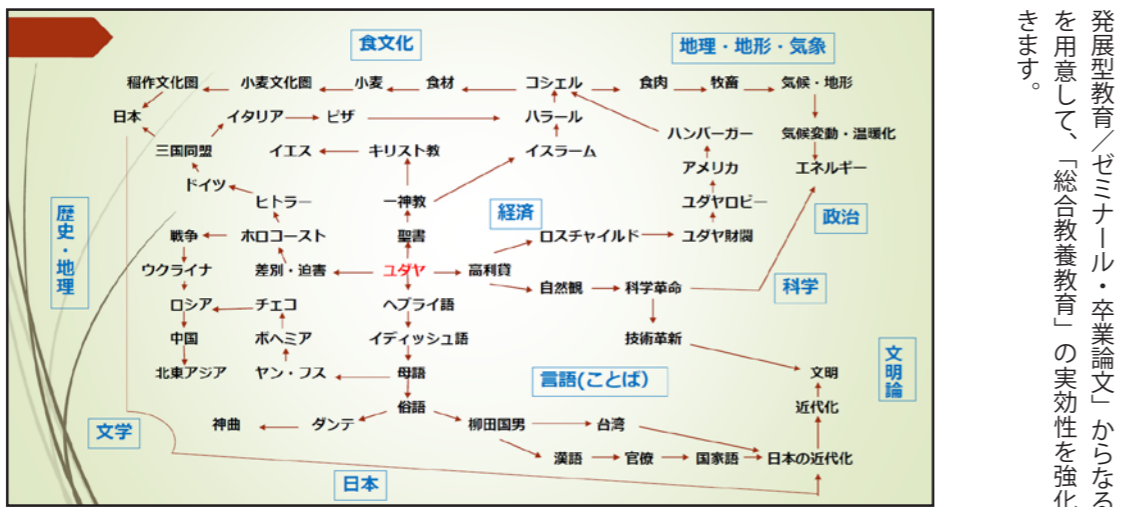 発展型教育／ゼミナール・卒業論文」からなる
を用意して、「総合教養教育」の実効性を強化
きます。
食文化
地理・地形・気象
稲作文化圏 小麦文化圏 小麦 食材 コシェル 食肉 牧畜 気候・地形
日本 イタリア ピザ ハラール ハンバーガー 気候変動・温暖化
三国同盟 イエス キリスト教 イスラーム アメリカ エネルギー
ドイツ ヒトラー 一神教 ユダヤロビー
経済
政治
歴史・地理
戦争 ホロコースト 聖書 ロスチャイルド ユダヤ財閥
ウクライナ 差別・迫害 ユダヤ 高利貸
自然観 科学革命
科学
ロシア チェコ ヘブライ語
中国 ボヘミア イディッシュ語 技術革新
北東アジア ヤン・フス 母語
言語(ことば)
文明論
文明
近代化
俗語
文学
神曲 ダンテ 柳田国男 台湾
漢語 官僚 国家語 日本の近代化
日本